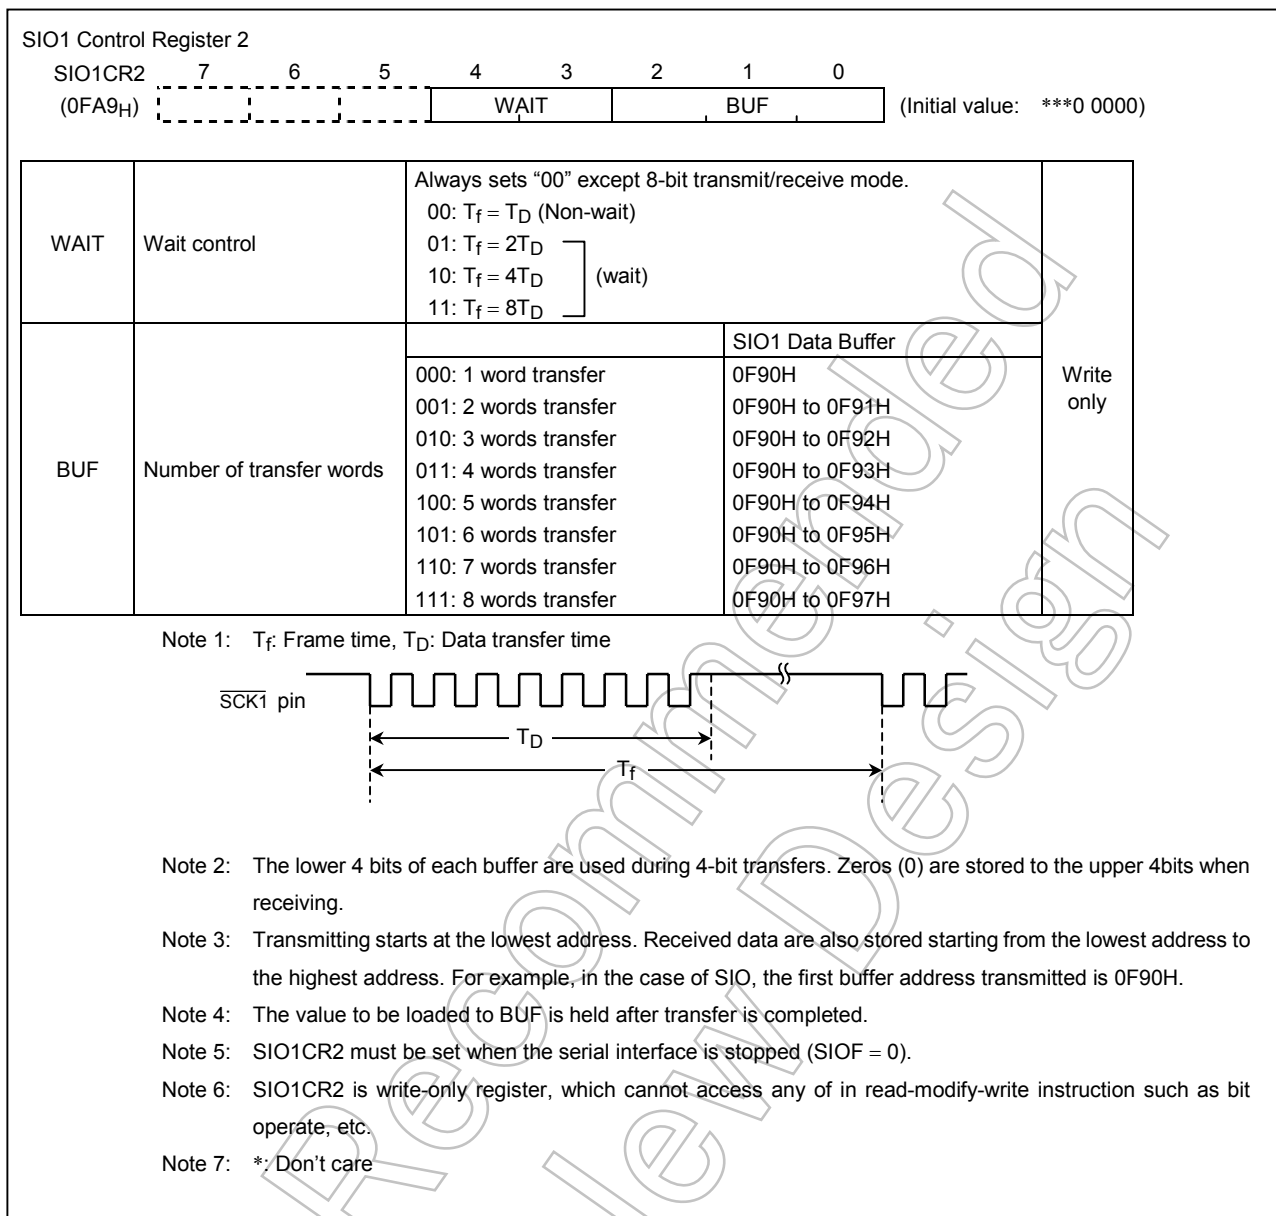 SIO1 Control Register 2
SIO1CR2 7 6 5 4 3 2 1 0
(0FA9H) WAIT BUF (Initial value: ***0 0000)
WAIT Wait control Always sets “00” except 8-bit transmit/receive mode.
00: Tf = TD (Non-wait)
01: Tf = 2TD
10: Tf = 4TD (wait)
11: Tf = 8TD
Write only
BUF Number of transfer words
SIO1 Data Buffer
000: 1 word transfer 0F90H
001: 2 words transfer 0F90H to 0F91H
010: 3 words transfer 0F90H to 0F92H
011: 4 words transfer 0F90H to 0F93H
100: 5 words transfer 0F90H to 0F94H
101: 6 words transfer 0F90H to 0F95H
110: 7 words transfer 0F90H to 0F96H
111: 8 words transfer 0F90H to 0F97H
Note 1: Tf: Frame time, TD: Data transfer time
SCK1 pin
TD
Tf
Note 2: The lower 4 bits of each buffer are used during 4-bit transfers. Zeros (0) are stored to the upper 4bits when
receiving.
Note 3: Transmitting starts at the lowest address. Received data are also stored starting from the lowest address to
the highest address. For example, in the case of SIO, the first buffer address transmitted is 0F90H.
Note 4: The value to be loaded to BUF is held after transfer is completed.
Note 5: SIO1CR2 must be set when the serial interface is stopped (SIOF = 0).
Note 6: SIO1CR2 is write-only register, which cannot access any of in read-modify-write instruction such as bit
operate, etc.
Note 7: *: Don’t care
Recommended
ew Design